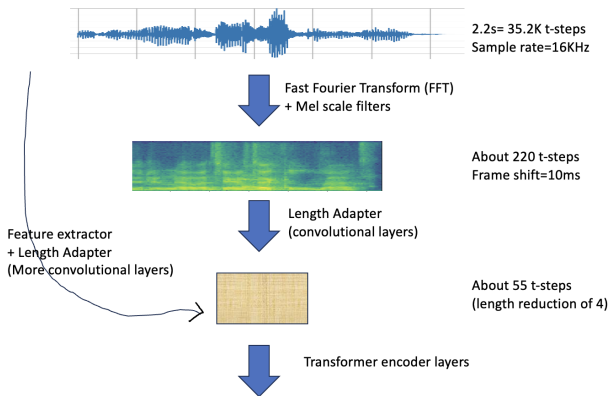 2.2s= 35.2K t-steps
Sample rate=16KHz
Fast Fourier Transform (FFT)
+ Mel scale filters
About 220 t-steps
Frame shift=10ms
Length Adapter
(convolutional layers)
Feature extractor
+ Length Adapter
(More convolutional layers)
About 55 t-steps
(length reduction of 4)
Transformer encoder layers